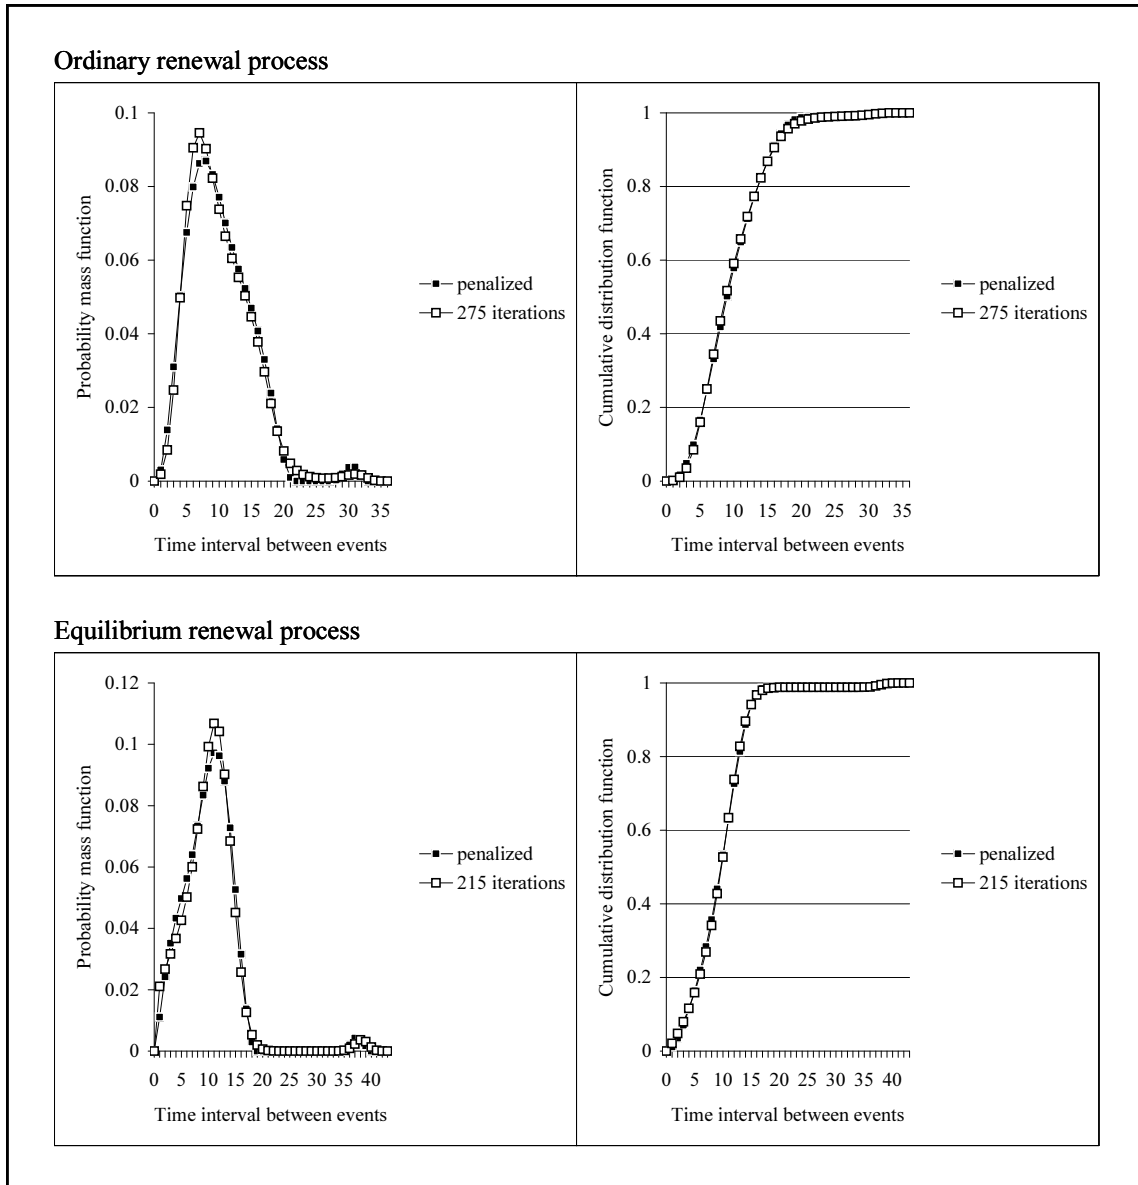 Ordinary renewal process
0.1
0.08
0.06
0.04
0.02
0
0 5 10 15 20 25 30 35
Probability mass function
Time interval between events
penalized
275 iterations
1
0.8
0.6
0.4
0.2
0
0 5 10 15 20 25 30 35
Cumulative distribution function
Time interval between events
penalized
275 iterations
Equilibrium renewal process
0.12
0.1
0.08
0.06
0.04
0.02
0
0 5 10 15 20 25 30 35 40
Probability mass function
Time interval between events
penalized
215 iterations
1
0.8
0.6
0.4
0.2
0
0 5 10 15 20 25 30 35 40
Cumulative distribution function
Time interval between events
penalized
215 iterations